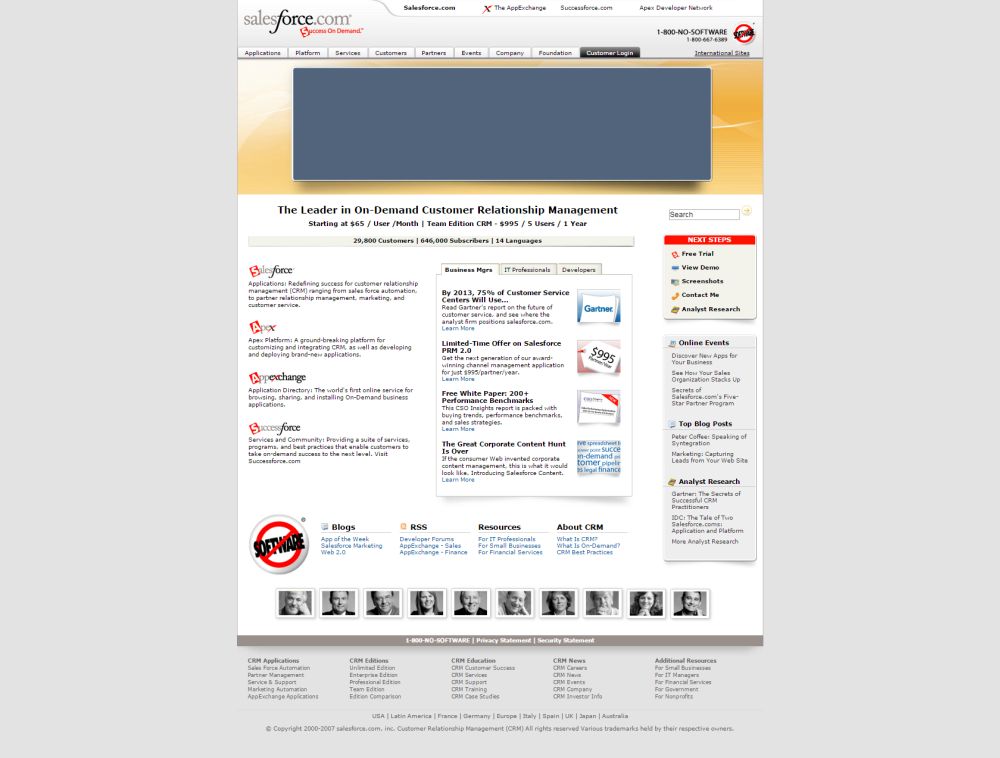 Salesforce.com The AppExchange Successforce.com Apex Developer Network
salesforce.com
Success On Demand.™
1-800-NO-SOFTWARE
1-800-667-6389
SOFTWARE
Applications Platform Services Customers Partners Events Company Foundation Customer Login International Sites
The Leader in On-Demand Customer Relationship Management
Starting at $65 / User /Month | Team Edition CRM - $995 / 5 Users / 1 Year
29,800 Customers | 646,000 Subscribers | 14 Languages
Search
Salesforce
Applications: Redefining success for customer relationship
management (CRM) ranging from sales force automation,
to partner relationship management, marketing, and
customer service.
Apex
Apex Platform: A ground-breaking platform for
customizing and integrating CRM, as well as developing
and deploying brand-new applications.
Appexchange
Application Directory: The world's first online service for
browsing, sharing, and installing On-Demand business
applications.
Successforce
Services and Community: Providing a suite of services,
programs, and best practices that enable customers to
take on-demand success to the next level. Visit
Successforce.com
Business Mgrs IT Professionals Developers
By 2013, 75% of Customer Service
Centers Will Use...
Read Gartner's report on the future of
customer service, and see where the
analyst firm positions salesforce.com.
Learn More
Gartner
Limited-Time Offer on Salesforce
PRM 2.0
Get the next generation of our award-
winning channel management application
for just $995/partner/year.
Learn More
$995
Partner/Year
Free White Paper: 200+
Performance Benchmarks
This CSO Insights report is packed with
buying trends, performance benchmarks,
and sales strategies.
Learn More
The Great Corporate Content Hunt
Is Over
If the consumer Web invented corporate
content management, this is what it would
look like. Introducing Salesforce Content.
Learn More
NEXT STEPS
Free Trial
View Demo
Screenshots
Contact Me
Analyst Research
Online Events
Discover New Apps for
Your Business
See How Your Sales
Organization Stacks Up
Secrets of
Salesforce.com's Five-
Star Partner Program
Top Blog Posts
Peter Coffee: Speaking of
Syntegration
Marketing: Capturing
Leads from Your Web Site
Analyst Research
Gartner: The Secrets of
Successful CRM
Practitioners
IDC: The Tale of Two
Salesforce.coms:
Application and Platform
More Analyst Research
SOFTWARE
Blogs
App of the Week
Salesforce Marketing
Web 2.0
RSS
Developer Forums
AppExchange - Sales
AppExchange - Finance
Resources
For IT Professionals
For Small Businesses
For Financial Services
About CRM
What Is CRM?
What Is On-Demand?
CRM Best Practices
1-800-NO-SOFTWARE | Privacy Statement | Security Statement
CRM Applications
Sales Force Automation
Partner Management
Service & Support
Marketing Automation
AppExchange Applications
CRM Editions
Unlimited Edition
Enterprise Edition
Professional Edition
Team Edition
Edition Comparison
CRM Education
CRM Customer Success
CRM Services
CRM Support
CRM Training
CRM Case Studies
CRM News
CRM Careers
CRM News
CRM Events
CRM Company
CRM Investor Info
Additional Resources
For Small Businesses
For IT Managers
For Financial Services
For Government
For Nonprofits
USA | Latin America | France | Germany | Europe | Italy | Spain | UK | Japan | Australia
© Copyright 2000-2007 salesforce.com, inc. Customer Relationship Management (CRM) All rights reserved Various trademarks held by their respective owners.